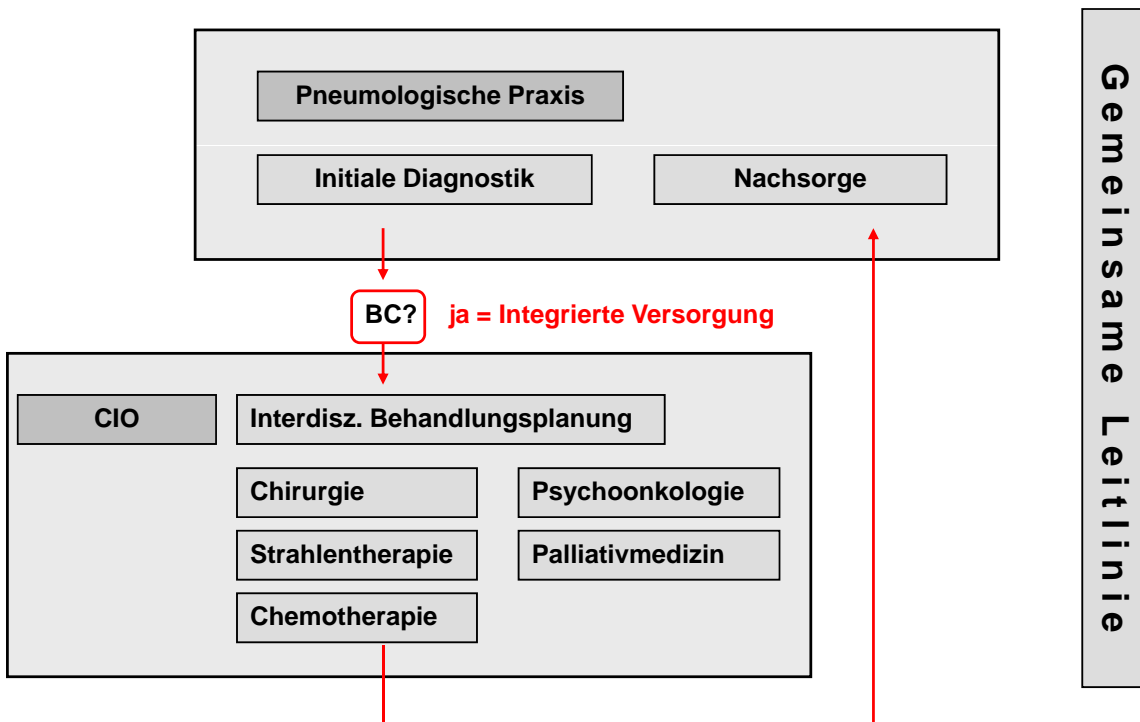 Pneumologische Praxis
Initiale Diagnostik
Nachsorge
BC?
ja = Integrierte Versorgung
CIO
Interdisz. Behandlungsplanung
Chirurgie
Psychoonkologie
Strahlentherapie
Palliativmedizin
Chemotherapie
Gemeinsame Leitlinie